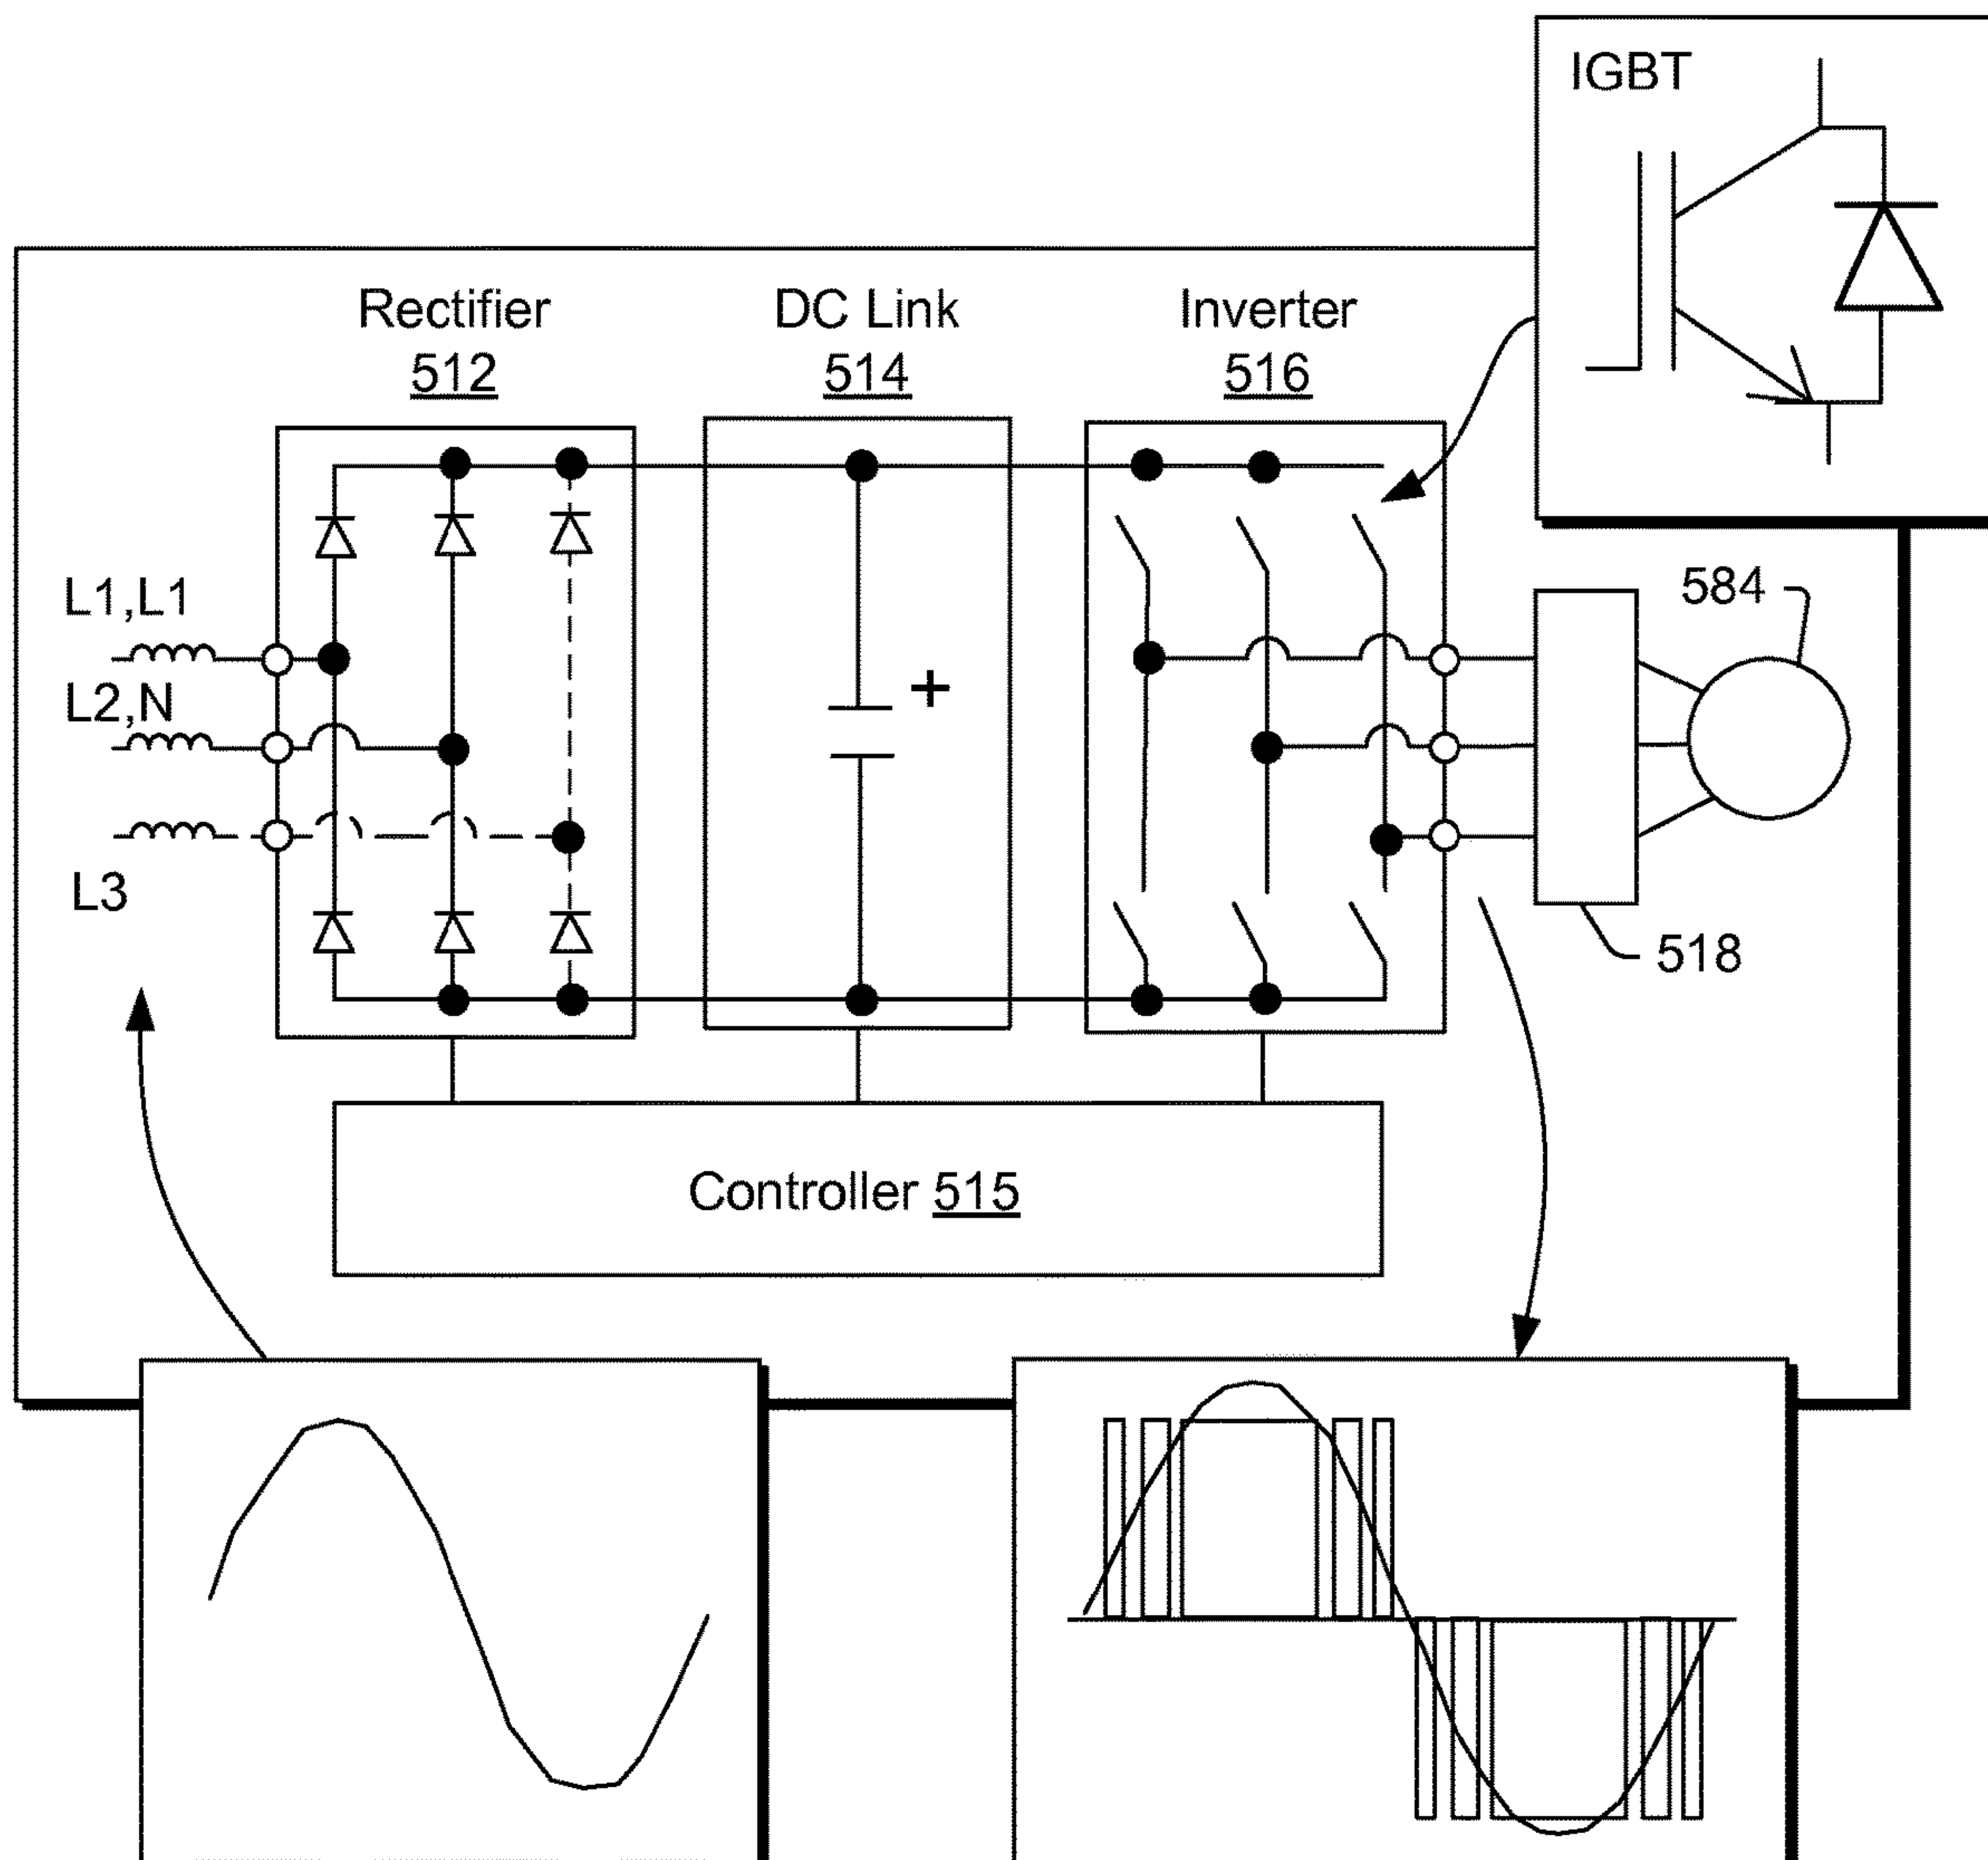 IGBT
Rectifier
512
DC Link
514
Inverter
516
L1,L1
L2,N
L3
+
584
518
Controller 515